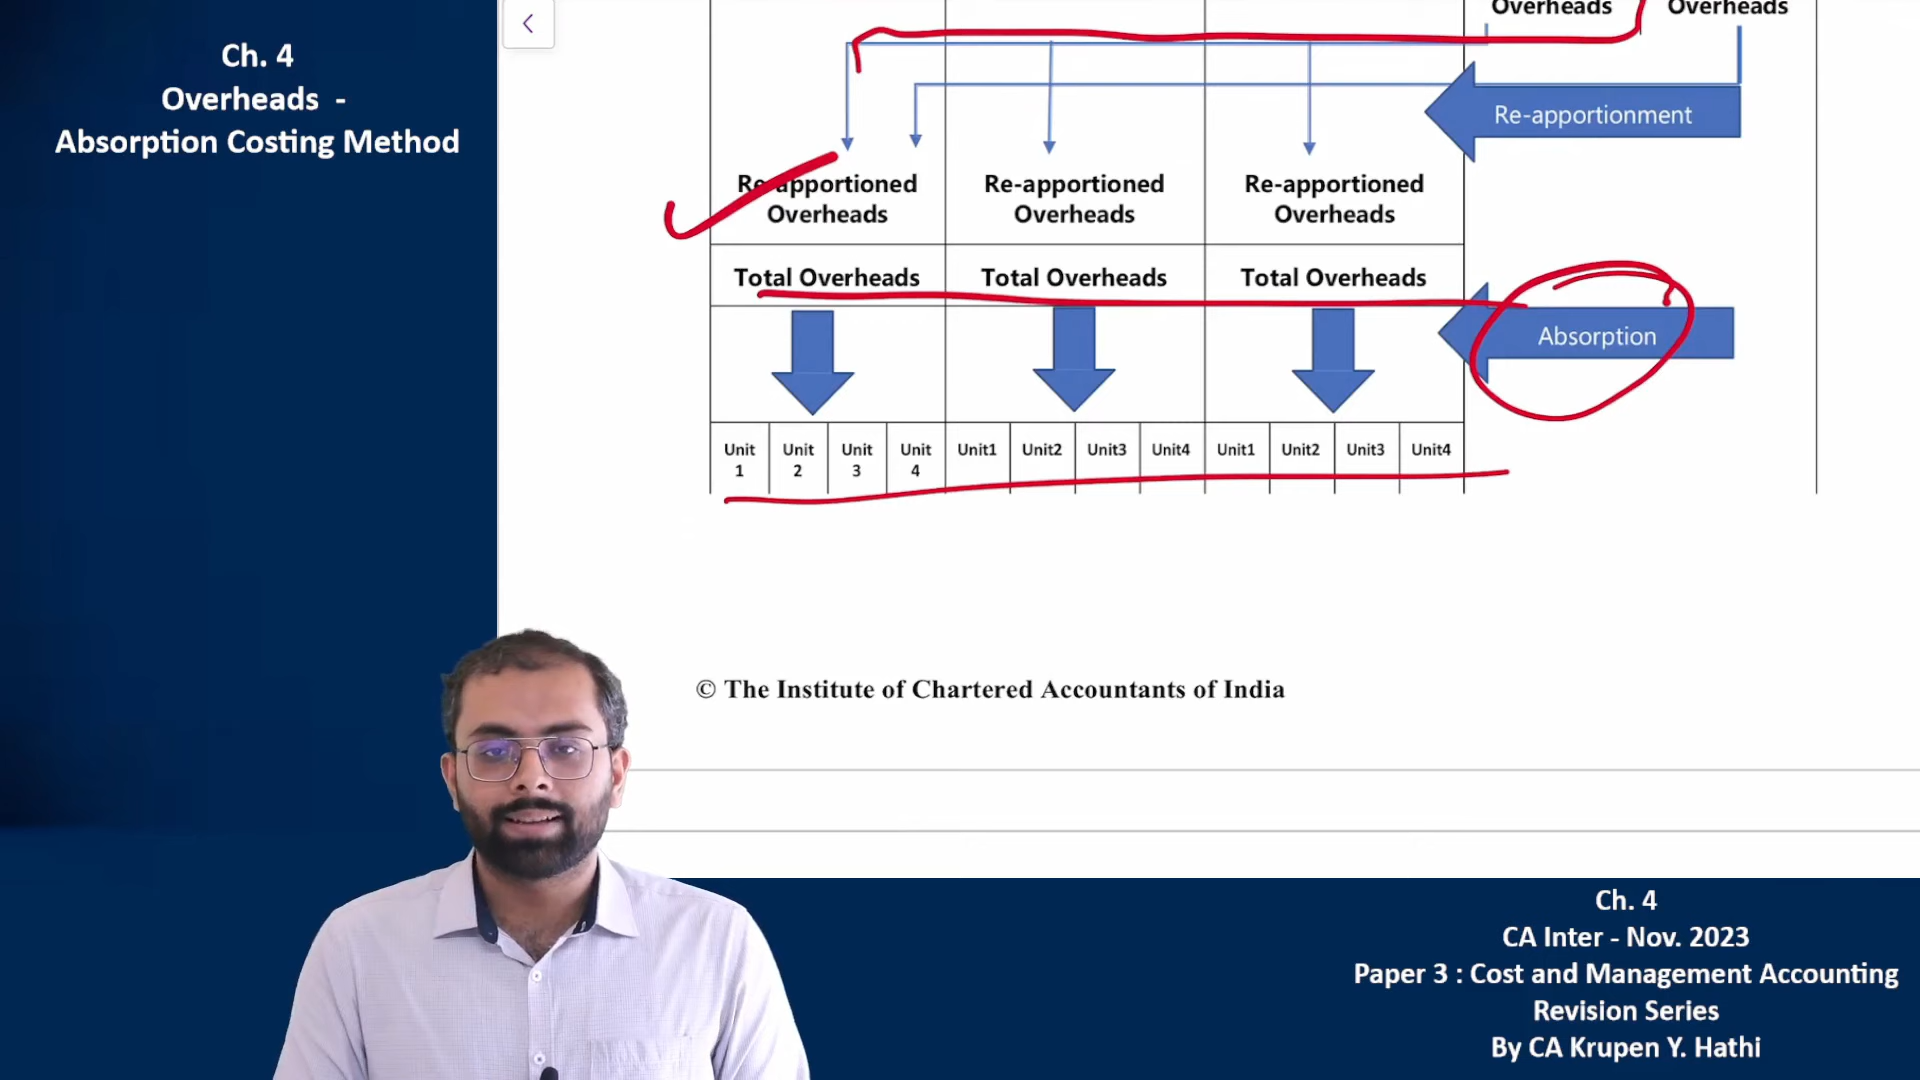 Ch. 4
Overheads -
Absorption Costing Method
Overheads Overheads
Re-apportionment
Re-apportioned Re-apportioned Re-apportioned
Overheads Overheads Overheads
Total Overheads Total Overheads Total Overheads
Absorption
Unit Unit Unit Unit Unit1 Unit2 Unit3 Unit4 Unit1 Unit2 Unit3 Unit4
1 2 3 4
© The Institute of Chartered Accountants of India
Ch. 4
CA Inter - Nov. 2023
Paper 3 : Cost and Management Accounting
Revision Series
By CA Krupen Y. Hathi